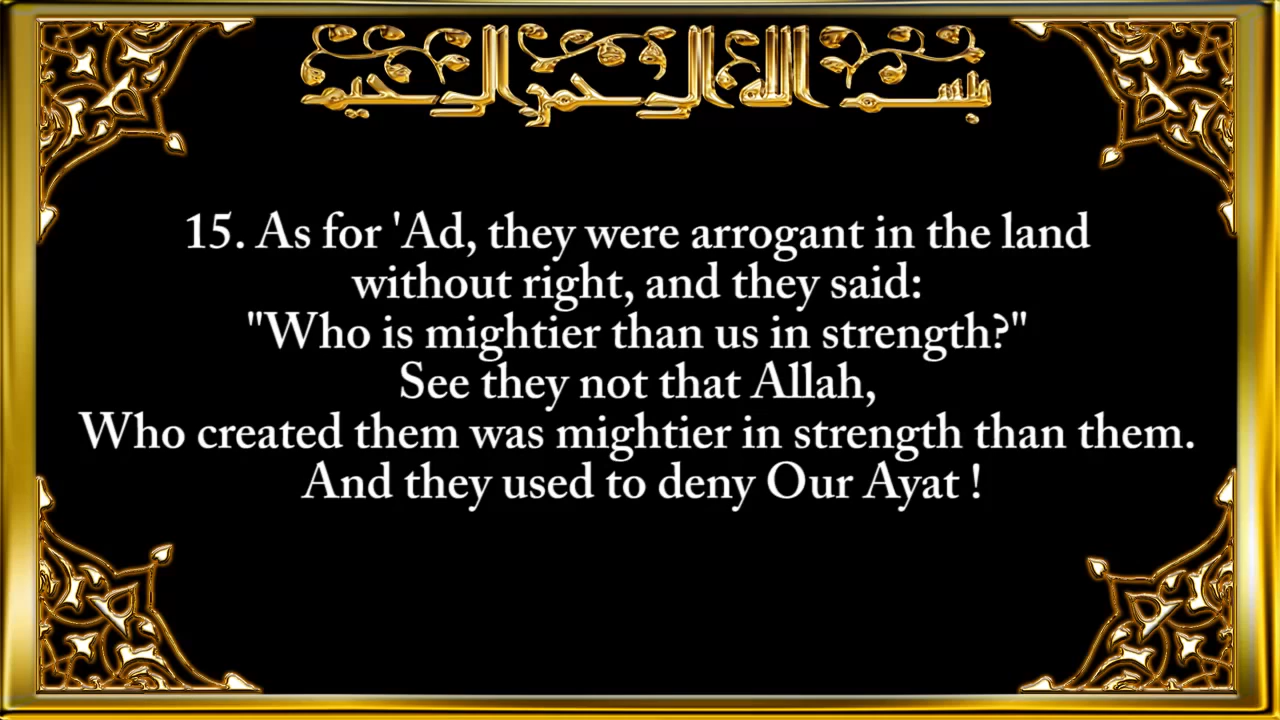 بسم الله الرحمن الرحيم
15. As for 'Ad, they were arrogant in the land
without right, and they said:
"Who is mightier than us in strength?"
See they not that Allah,
Who created them was mightier in strength than them.
And they used to deny Our Ayat !